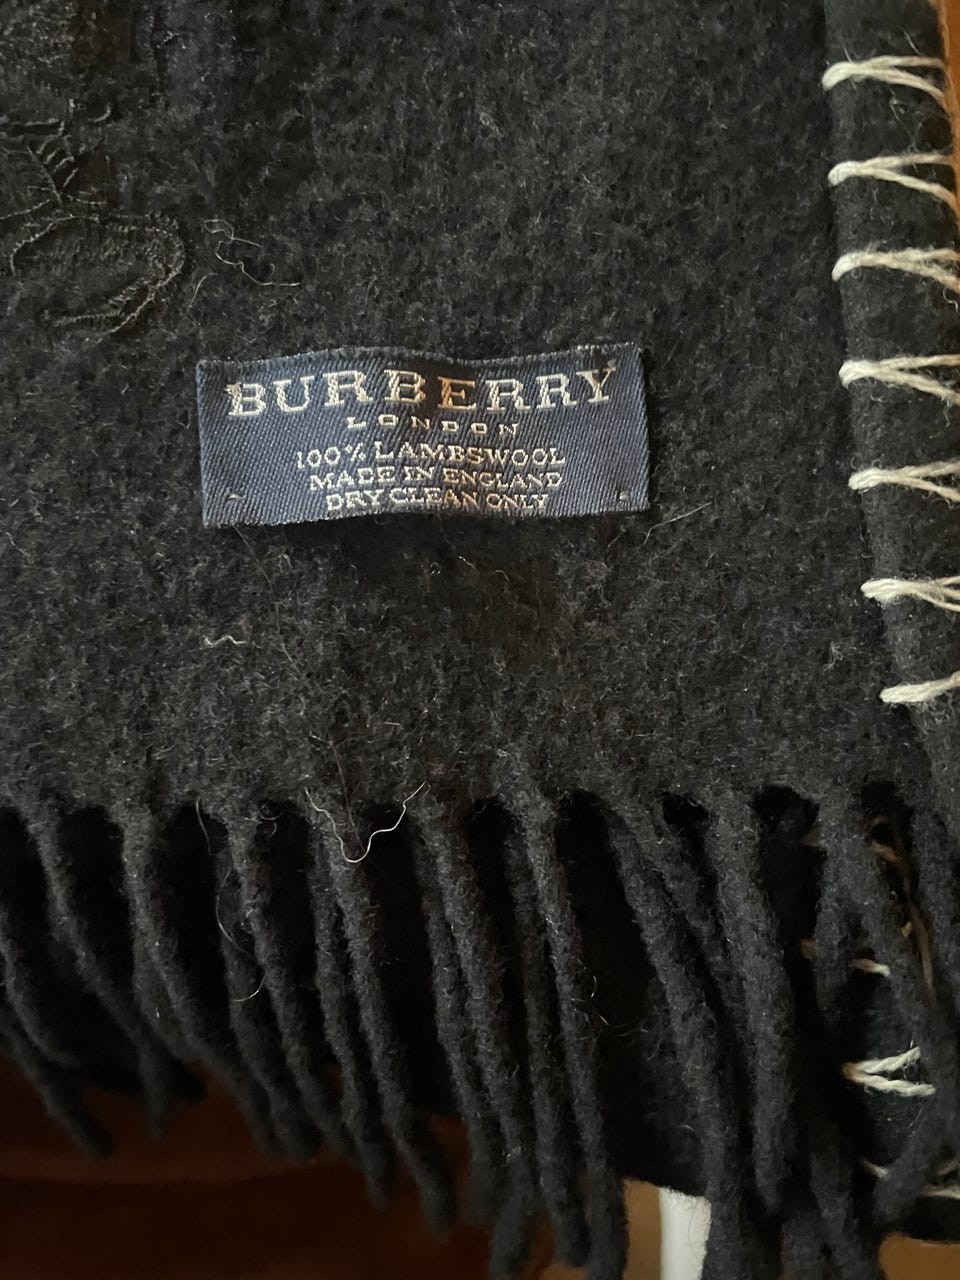 BURBERRY
LONDON
100% LAMBSWOOL
MADE IN ENGLAND
DRY CLEAN ONLY